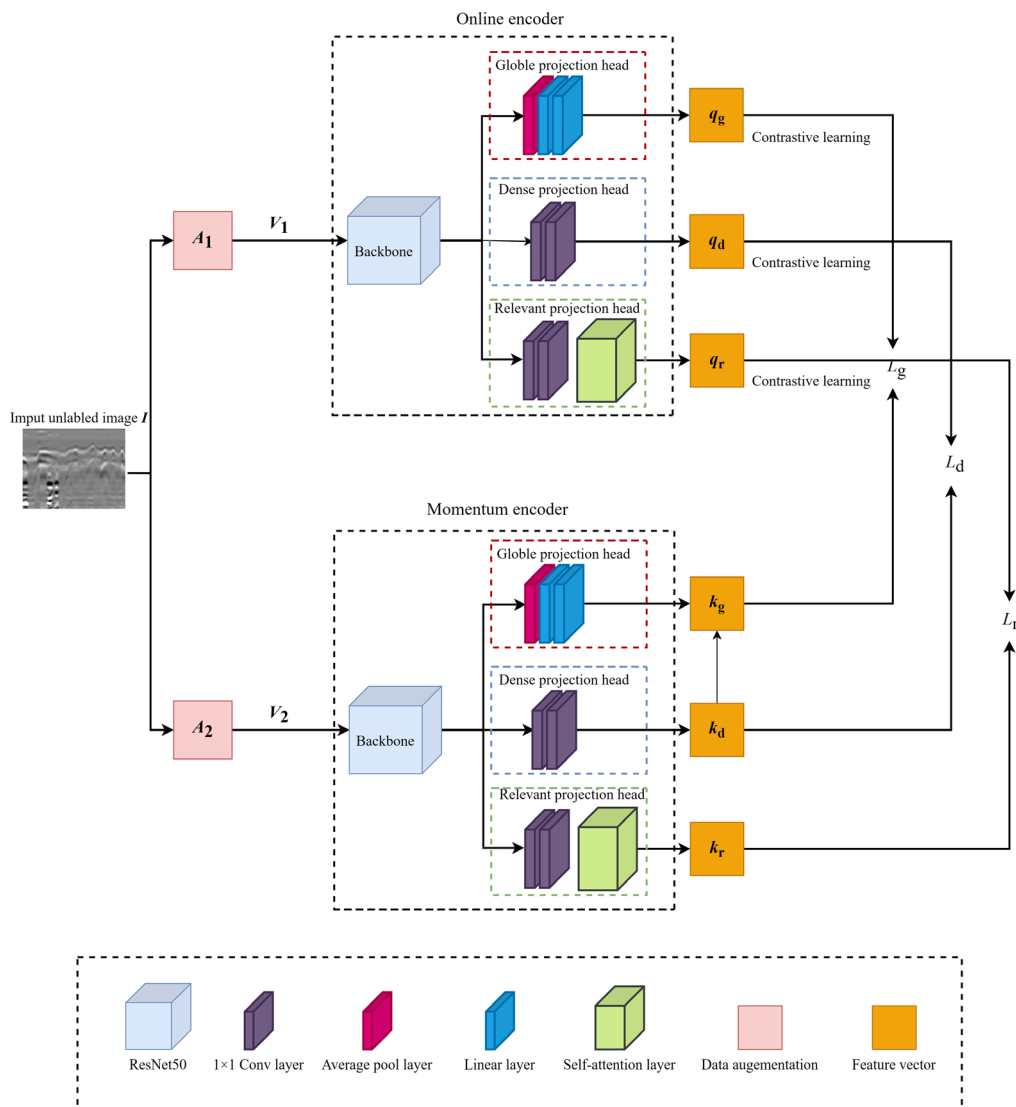 Online encoder
Globle projection head
q_g
Contrastive learning
Dense projection head
V_1
A_1
Backbone
q_d
Contrastive learning
Relevant projection head
q_r
L_g
Contrastive learning
Imput unlabled image I
L_d
Momentum encoder
Globle projection head
k_g
L_r
Dense projection head
V_2
A_2
Backbone
k_d
Relevant projection head
k_r
ResNet50
1×1 Conv layer
Average pool layer
Linear layer
Self-attention layer
Data augementation
Feature vector